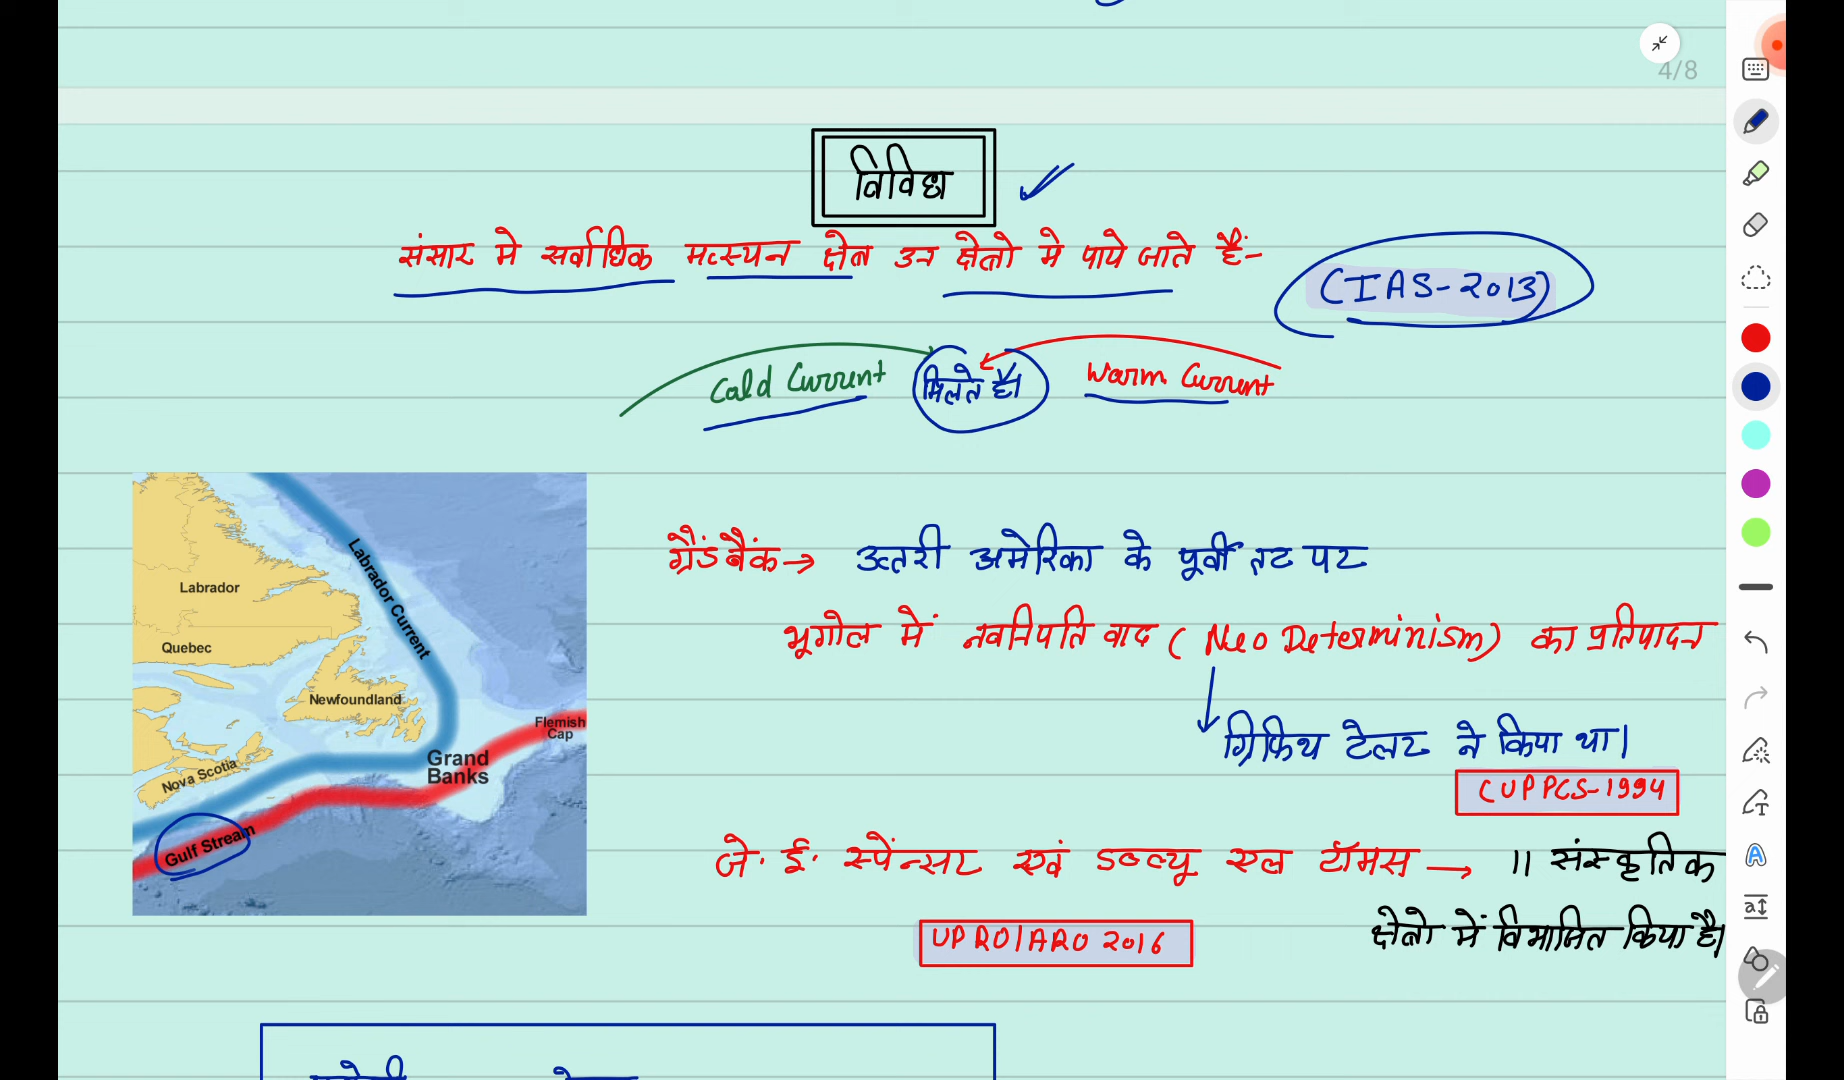 4/8
विविध
संसार मे सर्वाधिक मत्स्यन क्षेत्र उन क्षेत्रो मे पाये जाते हैं-
(IAS-2013)
Cold Current मिलते है। Warm Current
ग्रैंडबैंक→ उत्तरी अमेरिका के पूर्वी तट पर
भूगोल में नवनियतिवाद (Neo Determinism) का प्रतिपादन
ग्रिफिथ टेलर ने किया था।
(UPPCS-1994
जे. ई. स्पेन्सर एवं डब्ल्यू एल टॉमस → 11 संस्कृतिक
क्षेत्रो में विभाजित किया है।
UP RO/ARO 2016
Labrador Current
Labrador
Quebec
Newfoundland
Flemish
Cap
Grand
Banks
Nova Scotia
Gulf Stream